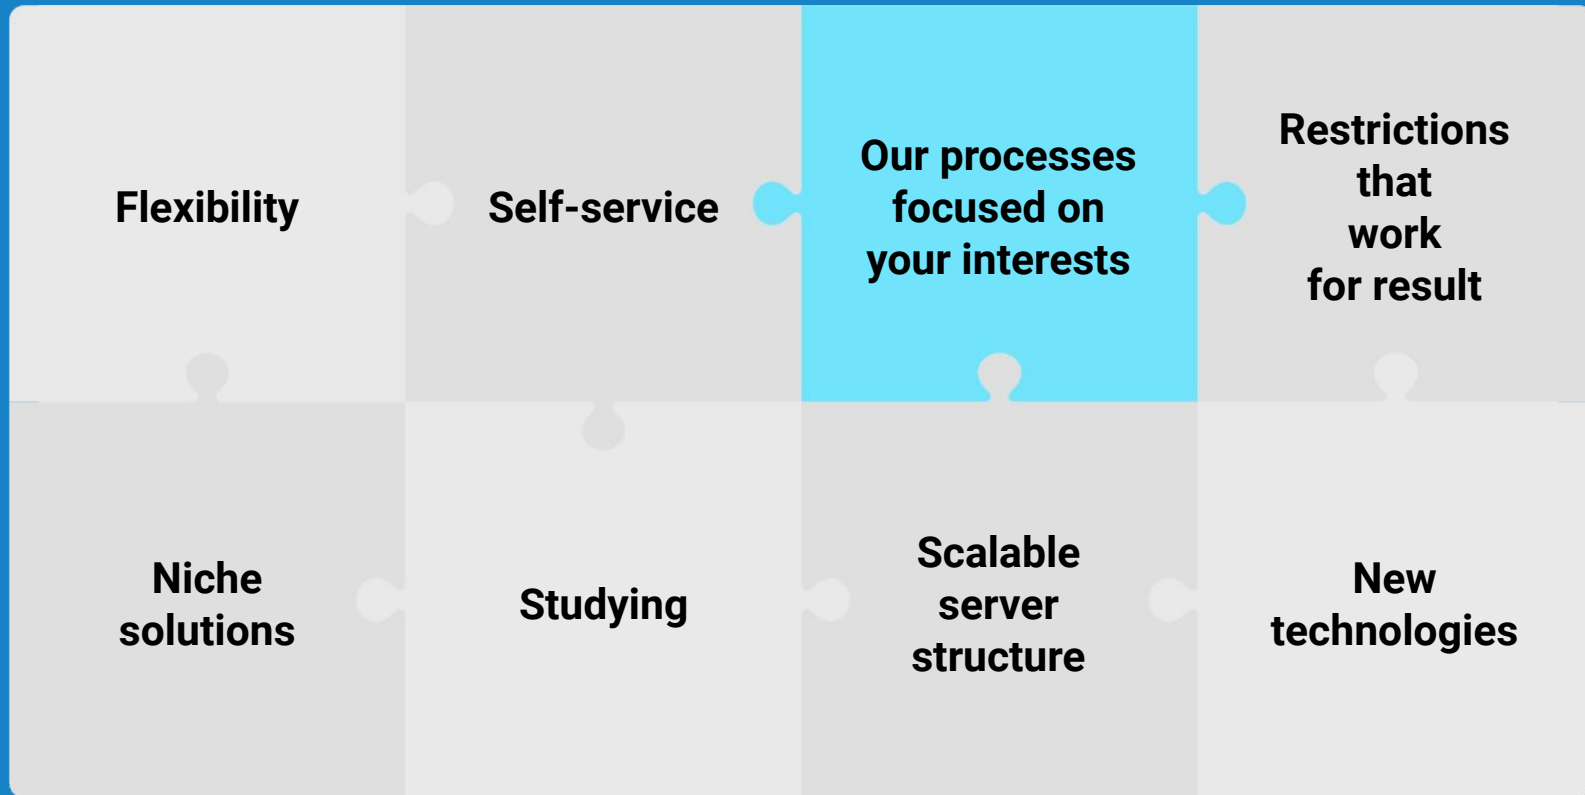 Flexibility
Self-service
Our processes
focused on
your interests
Restrictions
that
work
for result
Niche
solutions
Studying
Scalable
server
structure
New
technologies